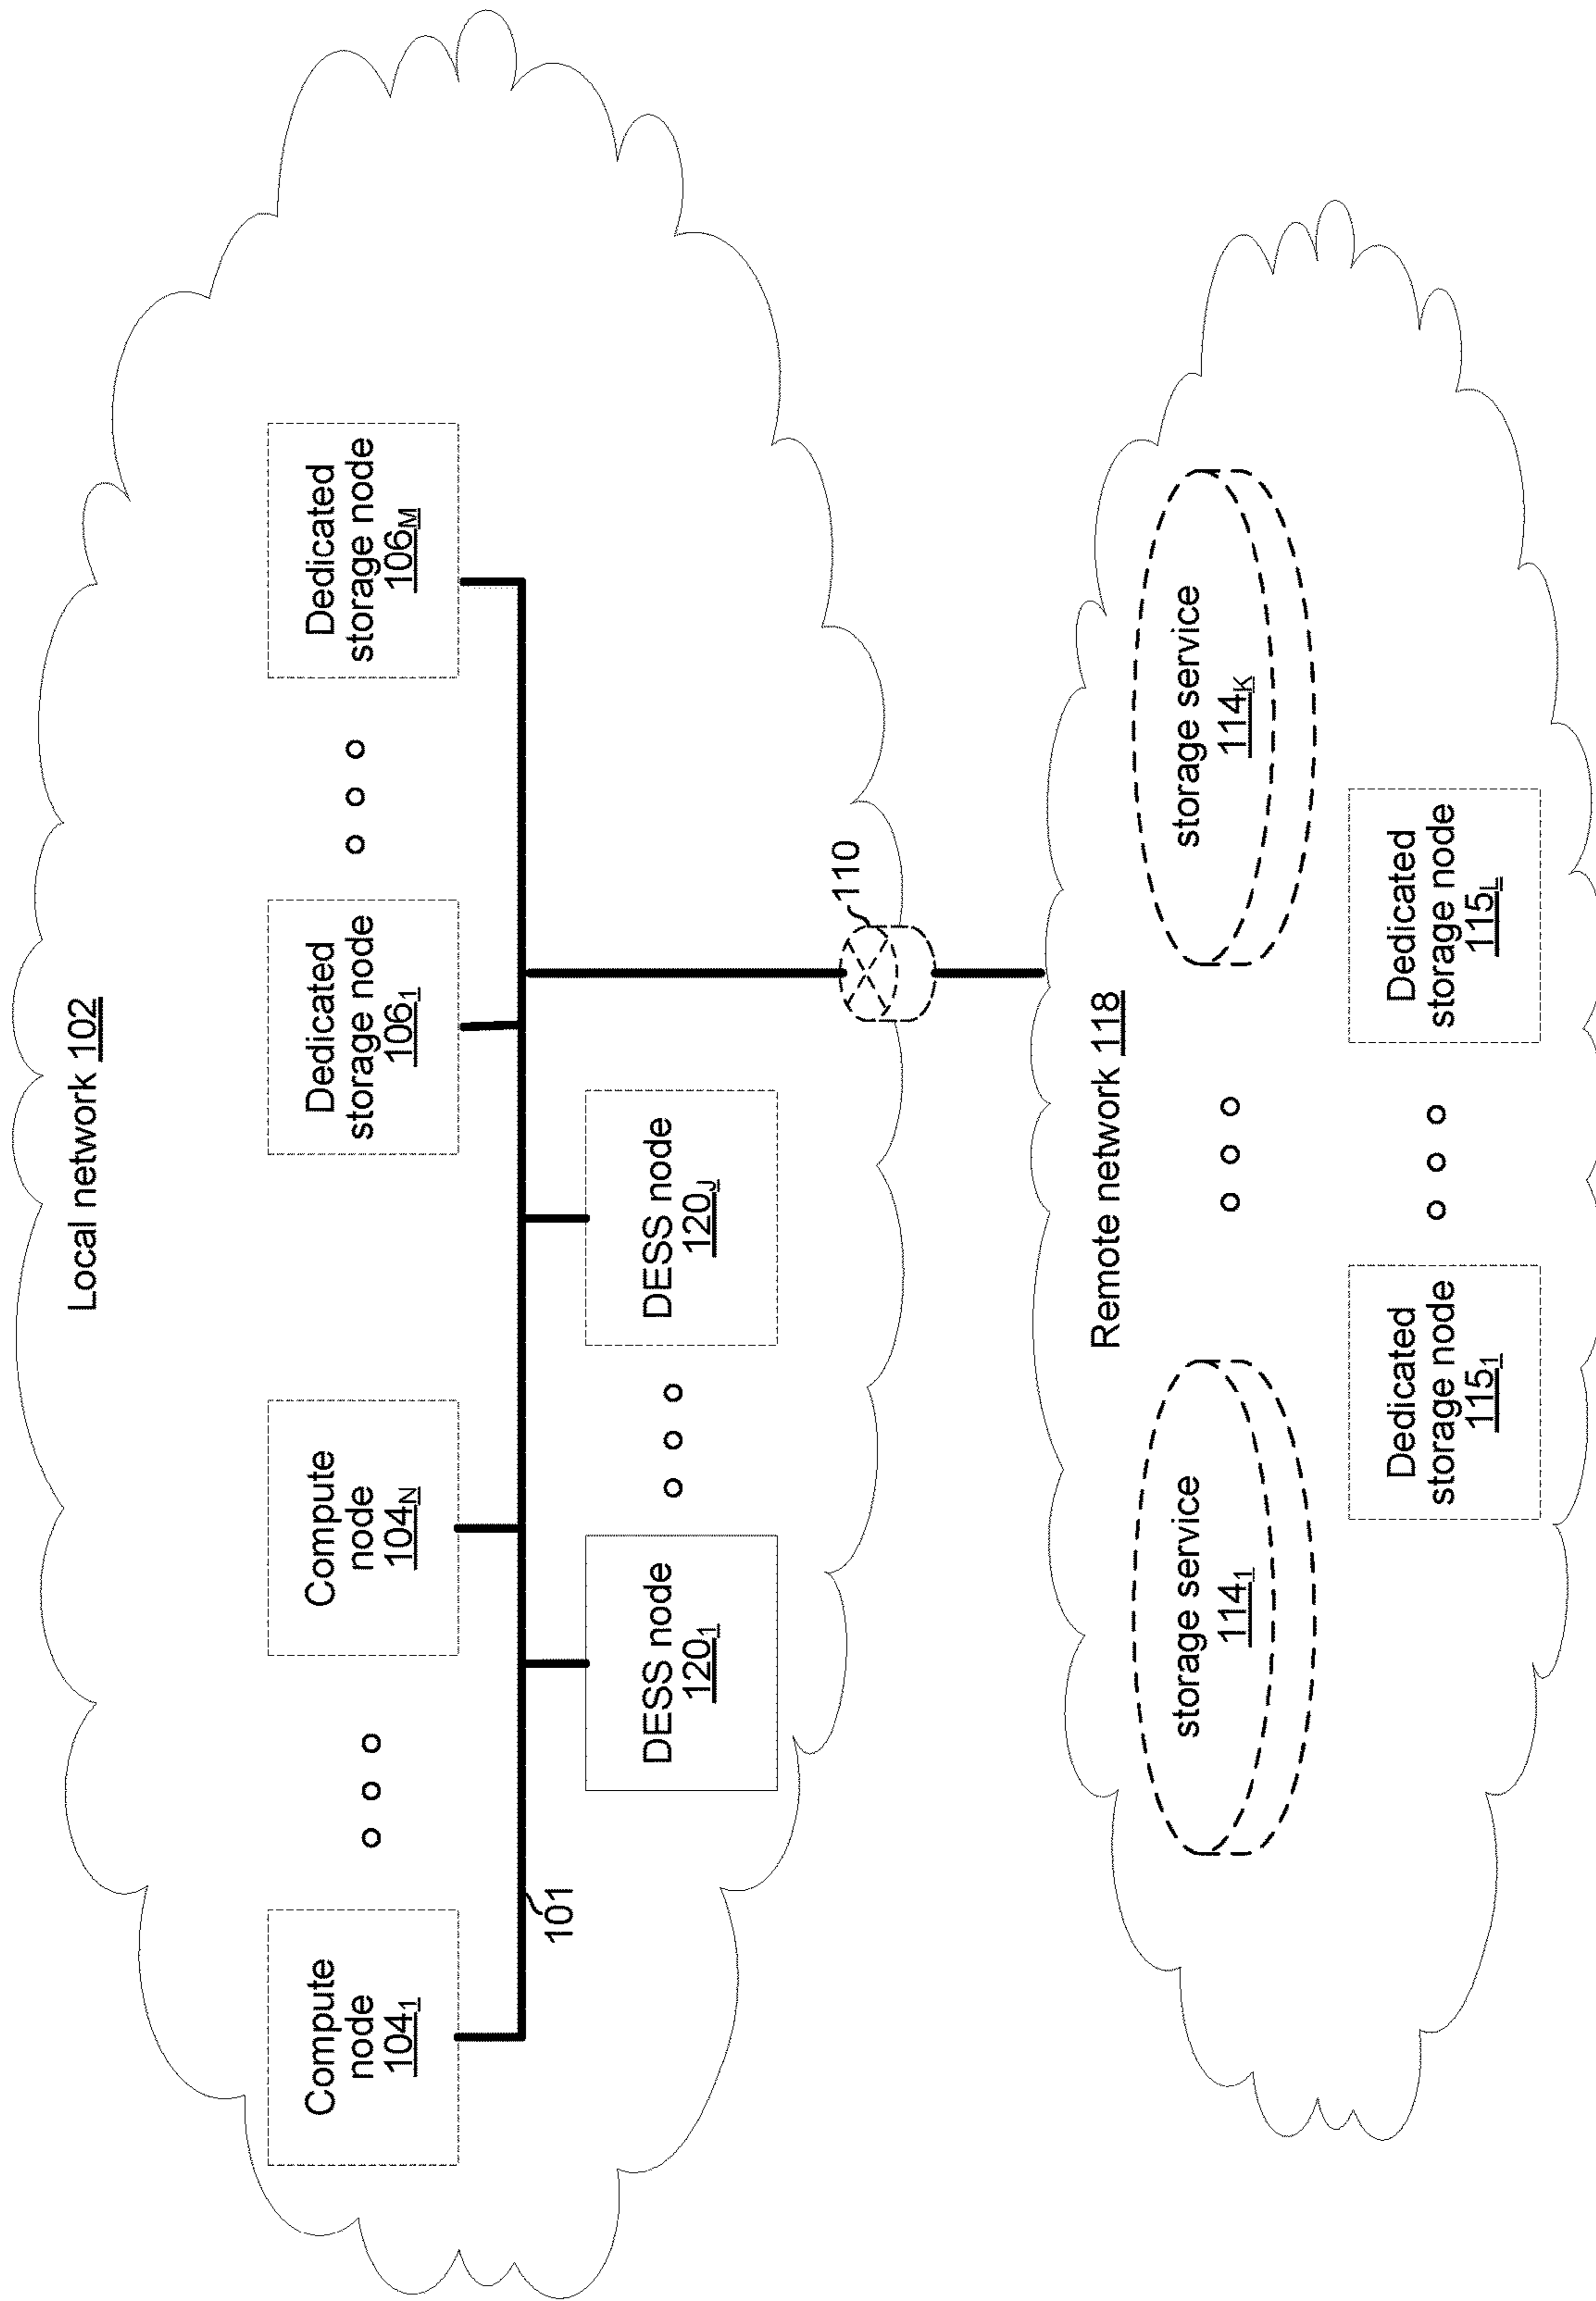 Local network 102
Compute
node
104₁
Compute
node
104N
Dedicated
storage node
106₁
Dedicated
storage node
106M
101
DESS node
120₁
DESS node
120J
110
Remote network 118
storage service
114₁
storage service
114K
Dedicated
storage node
115₁
Dedicated
storage node
115L